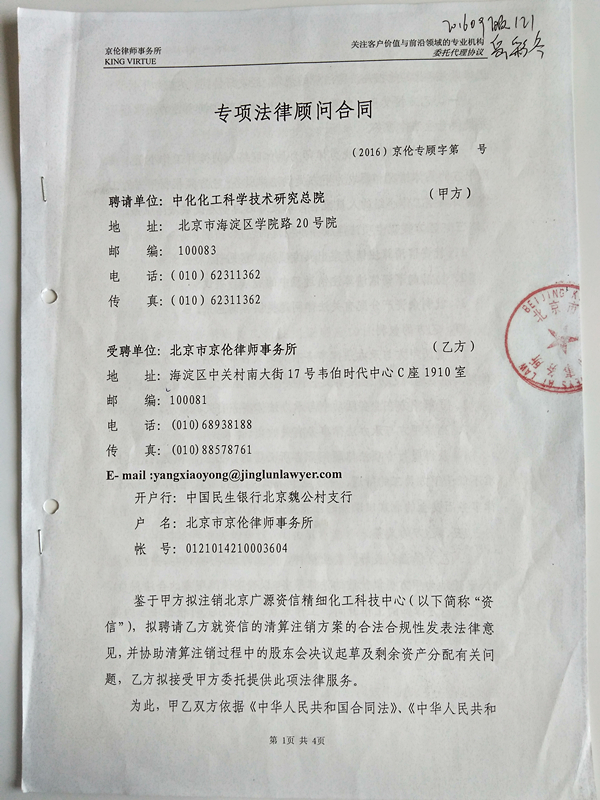 201609
121
京伦律师事务所 关注客户价值与前沿领域的专业机构
KING VIRTUE 委托代理协议
专项法律顾问合同
(2016) 京伦专顾字第 号
聘请单位: 中化化工科学技术研究总院 (甲方)
地 址: 北京市海淀区学院路20号院
邮 编: 100083
电 话: (010) 62311362
传 真: (010) 62311362
受聘单位: 北京市京伦律师事务所 (乙方)
地 址: 海淀区中关村南大街17号韦伯时代中心C座1910室
邮 编: 100081
电 话: (010)68938188
传 真: (010)88578761
E- mail :yangxiaoyong@jinglunlawyer.com
开户行: 中国民生银行北京魏公村支行
户 名: 北京市京伦律师事务所
帐 号: 0121014210003604
鉴于甲方拟注销北京广源资信精细化工科技中心(以下简称“资
信”), 拟聘请乙方就资信的清算注销方案的合法合规性发表法律意
见, 并协助清算注销过程中的股东会决议起草及剩余资产分配有关问
题, 乙方拟接受甲方委托提供此项法律服务。
为此, 甲乙双方依据《中华人民共和国合同法》、《中华人民共和
第 1页 共 4页
BEIJING K
北京市
事务所